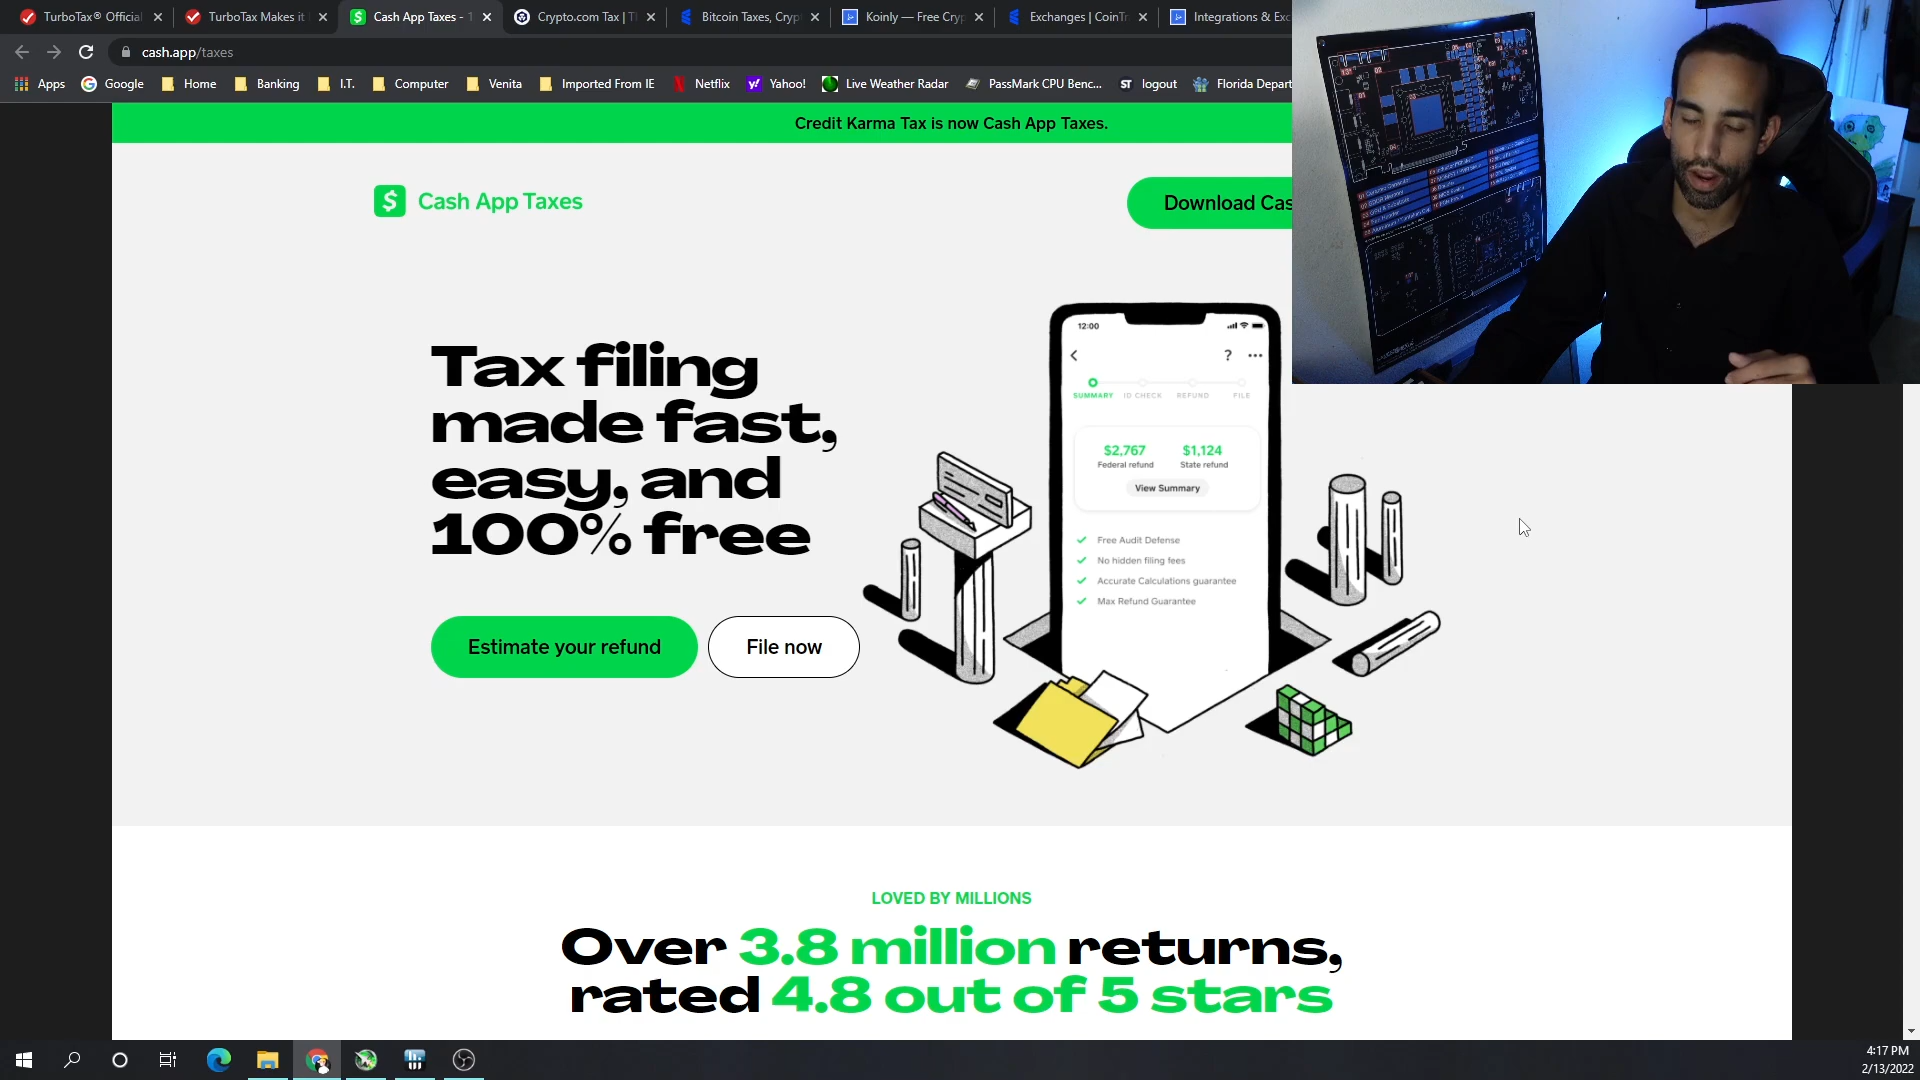 TurboTax® Official
TurboTax Makes it
Cash App Taxes -
Crypto.com Tax | T
Bitcoin Taxes, Cryp
Koinly — Free Cryp
Exchanges | CoinTr
Integrations & Exc
cash.app/taxes
Apps
Google
Home
Banking
I.T.
Computer
Venita
Imported From IE
Netflix
Yahoo!
Live Weather Radar
PassMark CPU Benc...
ST logout
Florida Depart
Credit Karma Tax is now Cash App Taxes.
$ Cash App Taxes
Download Cas
Tax filing
made fast,
easy, and
100% free
Estimate your refund
File now
12:00
?
SUMMARY
ID CHECK
REFUND
FILE
$2,767
$1,124
Federal refund
State refund
View Summary
Free Audit Defense
No hidden filing fees
Accurate Calculations guarantee
Max Refund Guarantee
LOVED BY MILLIONS
Over 3.8 million returns,
rated 4.8 out of 5 stars
4:17 PM
2/13/2022